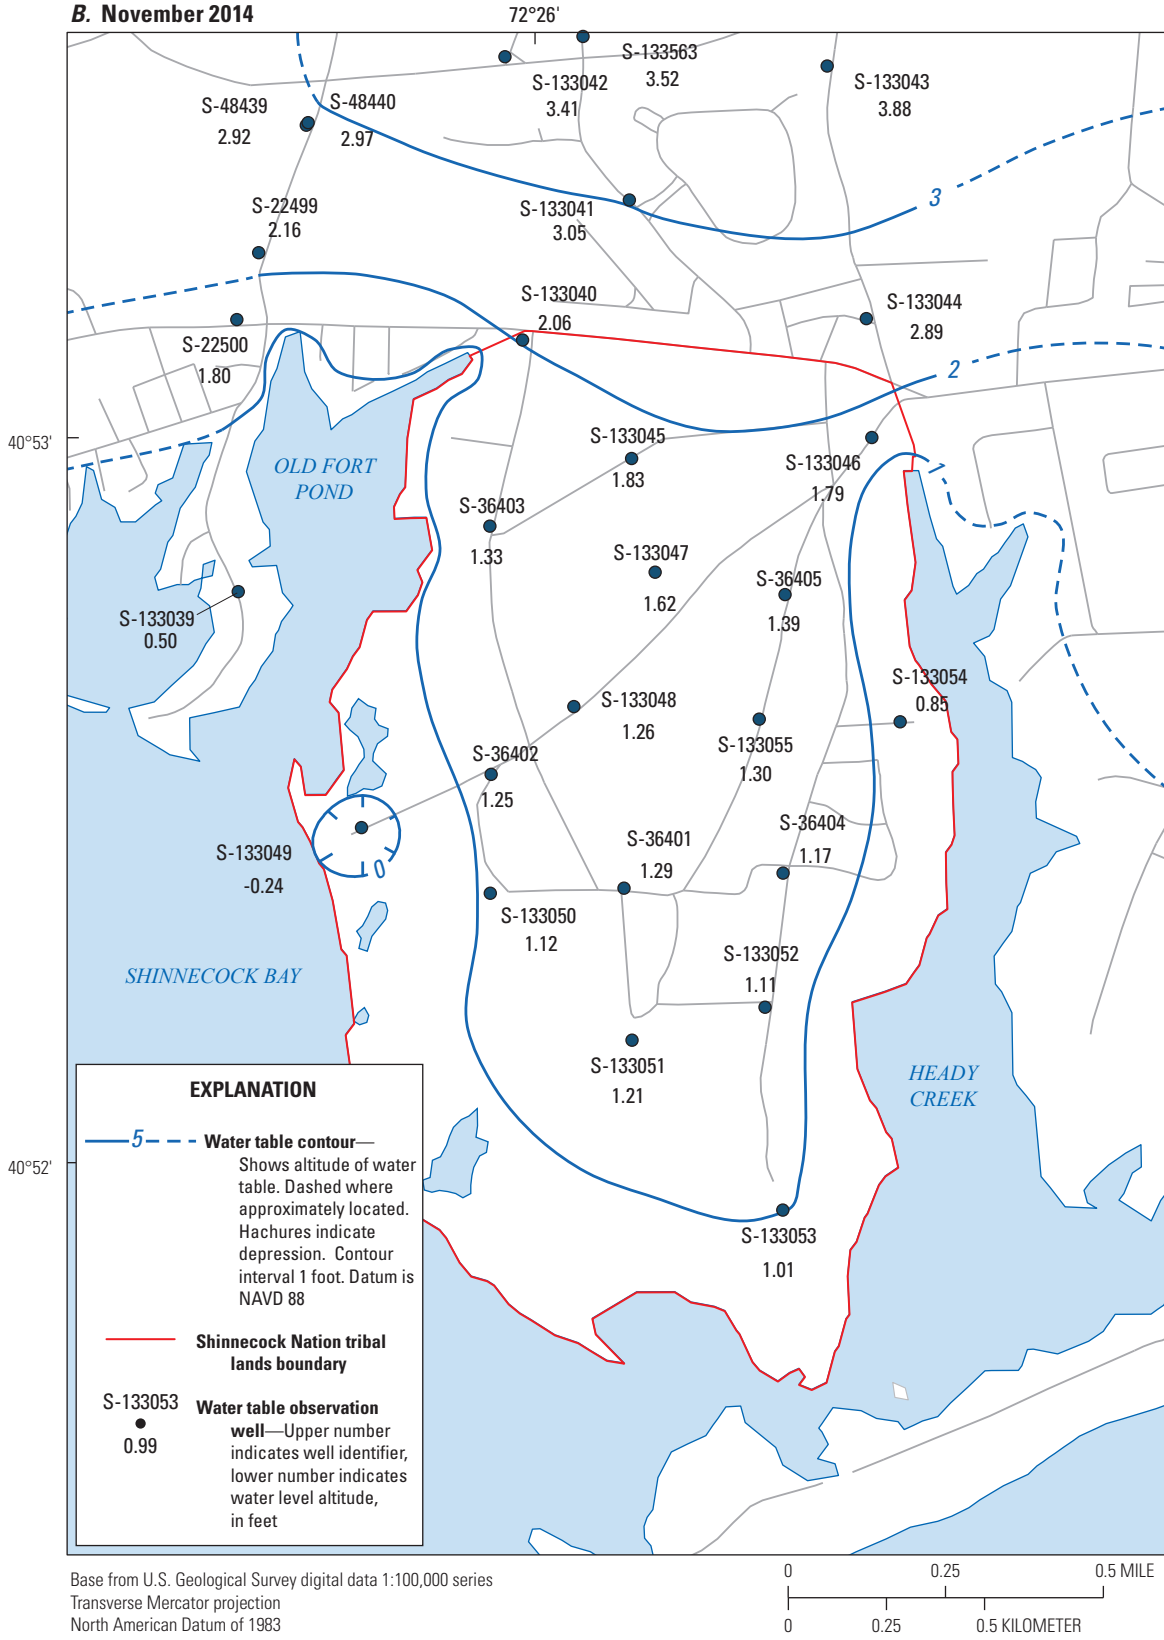 B. November 2014
72°26'
S-133563
3.52
S-133042
3.41
S-133043
3.88
S-48439
2.92
S-48440
2.97
S-22499
2.16
S-133041
3.05
3
S-133040
2.06
S-133044
2.89
S-22500
1.80
2
40°53'
OLD FORT
POND
S-133045
1.83
S-133046
1.79
S-36403
1.33
S-133047
1.62
S-36405
1.39
S-133039
0.50
S-133054
0.85
S-133048
1.26
S-133055
1.30
S-36402
1.25
S-133049
-0.24
0
S-36401
1.29
S-36404
1.17
S-133050
1.12
S-133052
1.11
SHINNECOCK BAY
S-133051
1.21
HEADY
CREEK
40°52'
S-133053
1.01
EXPLANATION
5
Water table contour—
Shows altitude of water
table. Dashed where
approximately located.
Hachures indicate
depression. Contour
interval 1 foot. Datum is
NAVD 88
Shinnecock Nation tribal
lands boundary
S-133053
0.99
Water table observation
well—Upper number
indicates well identifier,
lower number indicates
water level altitude,
in feet
Base from U.S. Geological Survey digital data 1:100,000 series
Transverse Mercator projection
North American Datum of 1983
0 0.25 0.5 MILE
0 0.25 0.5 KILOMETER